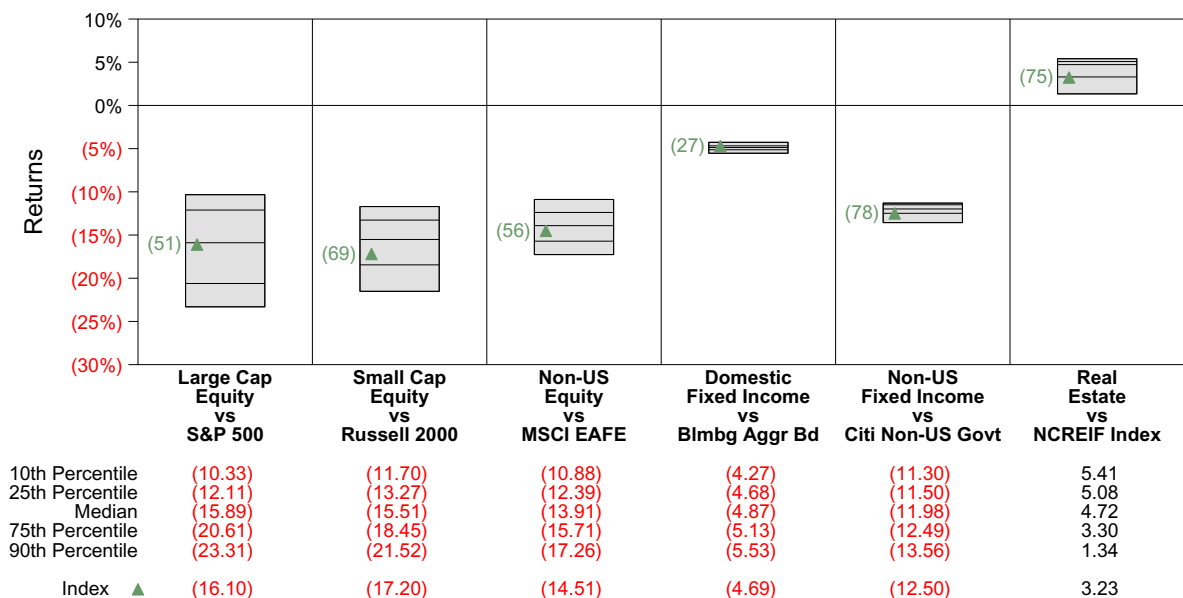 10%
5%
0%
(5%)
(10%)
(15%)
(20%)
(25%)
(30%)
Returns
(51)
(69)
(56)
(27)
(78)
(75)
Large Cap
Equity
vs
S&P 500
Small Cap
Equity
vs
Russell 2000
Non-US
Equity
vs
MSCI EAFE
Domestic
Fixed Income
vs
Blmbg Aggr Bd
Non-US
Fixed Income
vs
Citi Non-US Govt
Real
Estate
vs
NCREIF Index
10th Percentile (10.33) (11.70) (10.88) (4.27) (11.30) 5.41
25th Percentile (12.11) (13.27) (12.39) (4.68) (11.50) 5.08
Median (15.89) (15.51) (13.91) (4.87) (11.98) 4.72
75th Percentile (20.61) (18.45) (15.71) (5.13) (12.49) 3.30
90th Percentile (23.31) (21.52) (17.26) (5.53) (13.56) 1.34
Index (16.10) (17.20) (14.51) (4.69) (12.50) 3.23